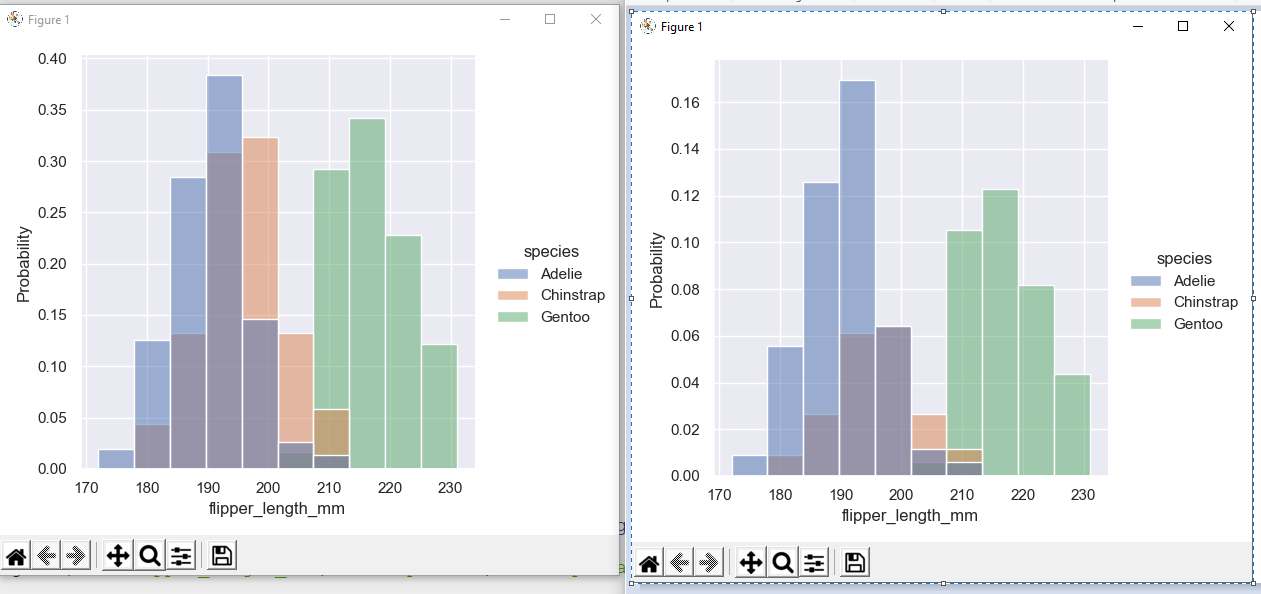 Figure 1
0.40
0.35
0.30
0.25
0.20
0.15
0.10
0.05
0.00
Probability
170 180 190 200 210 220 230
flipper_length_mm
species
Adelie
Chinstrap
Gentoo
Figure 1
0.16
0.14
0.12
0.10
0.08
0.06
0.04
0.02
0.00
Probability
170 180 190 200 210 220 230
flipper_length_mm
species
Adelie
Chinstrap
Gentoo